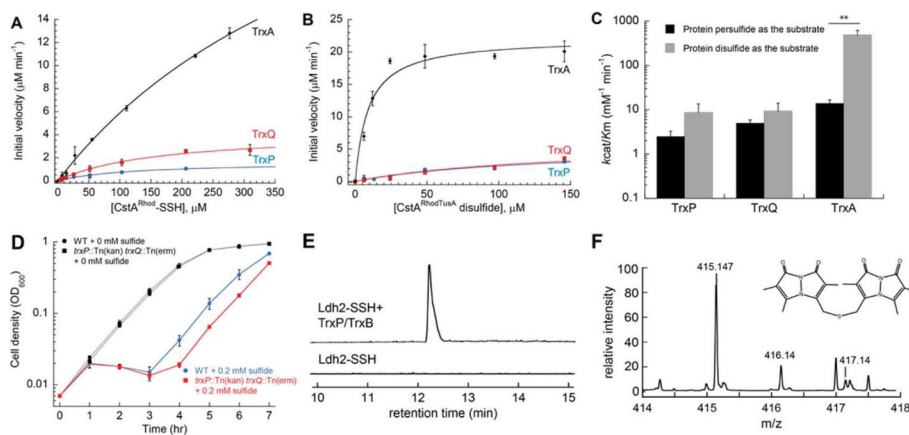 A
Initial velocity (µM min⁻¹)
14
12
10
8
6
4
2
0
0 50 100 150 200 250 300 350
TrxA
TrxQ
TrxP
[CstA^Rhod-SSH], µM
B
Initial velocity (µM min⁻¹)
24
20
16
12
8
4
0
0 50 100 150
TrxA
TrxQ
TrxP
[CstA^RhodTusA disulfide], µM
C
kcat/Km (mM⁻¹ min⁻¹)
1000
100
10
1
0.1
Protein persulfide as the substrate
Protein disulfide as the substrate
**
TrxP TrxQ TrxA
D
Cell density (OD₆₀₀)
1
0.1
0.01
0 1 2 3 4 5 6 7
Time (hr)
WT + 0 mM sulfide
trxP::Tn(kan) trxQ::Tn(erm)
+ 0 mM sulfide
WT + 0.2 mM sulfide
trxP::Tn(kan) trxQ::Tn(erm)
+ 0.2 mM sulfide
E
Ldh2-SSH+
TrxP/TrxB
Ldh2-SSH
10 11 12 13 14 15
retention time (min)
F
relative intensity
100
80
60
40
20
0
415.147
416.14
417.14
O O O O
N N N N
S
414 415 416 417 418
m/z